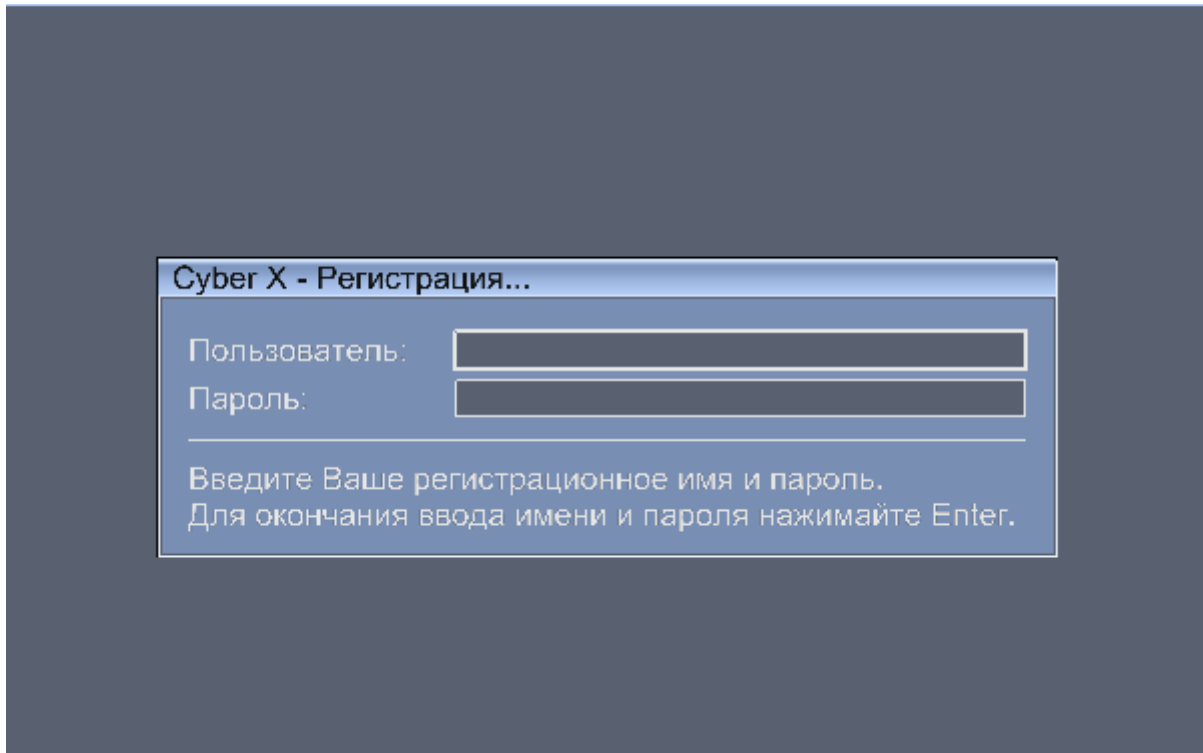 Cyber X - Регистрация...
Пользователь:
Пароль:
Введите Ваше регистрационное имя и пароль.
Для окончания ввода имени и пароля нажимайте Enter.